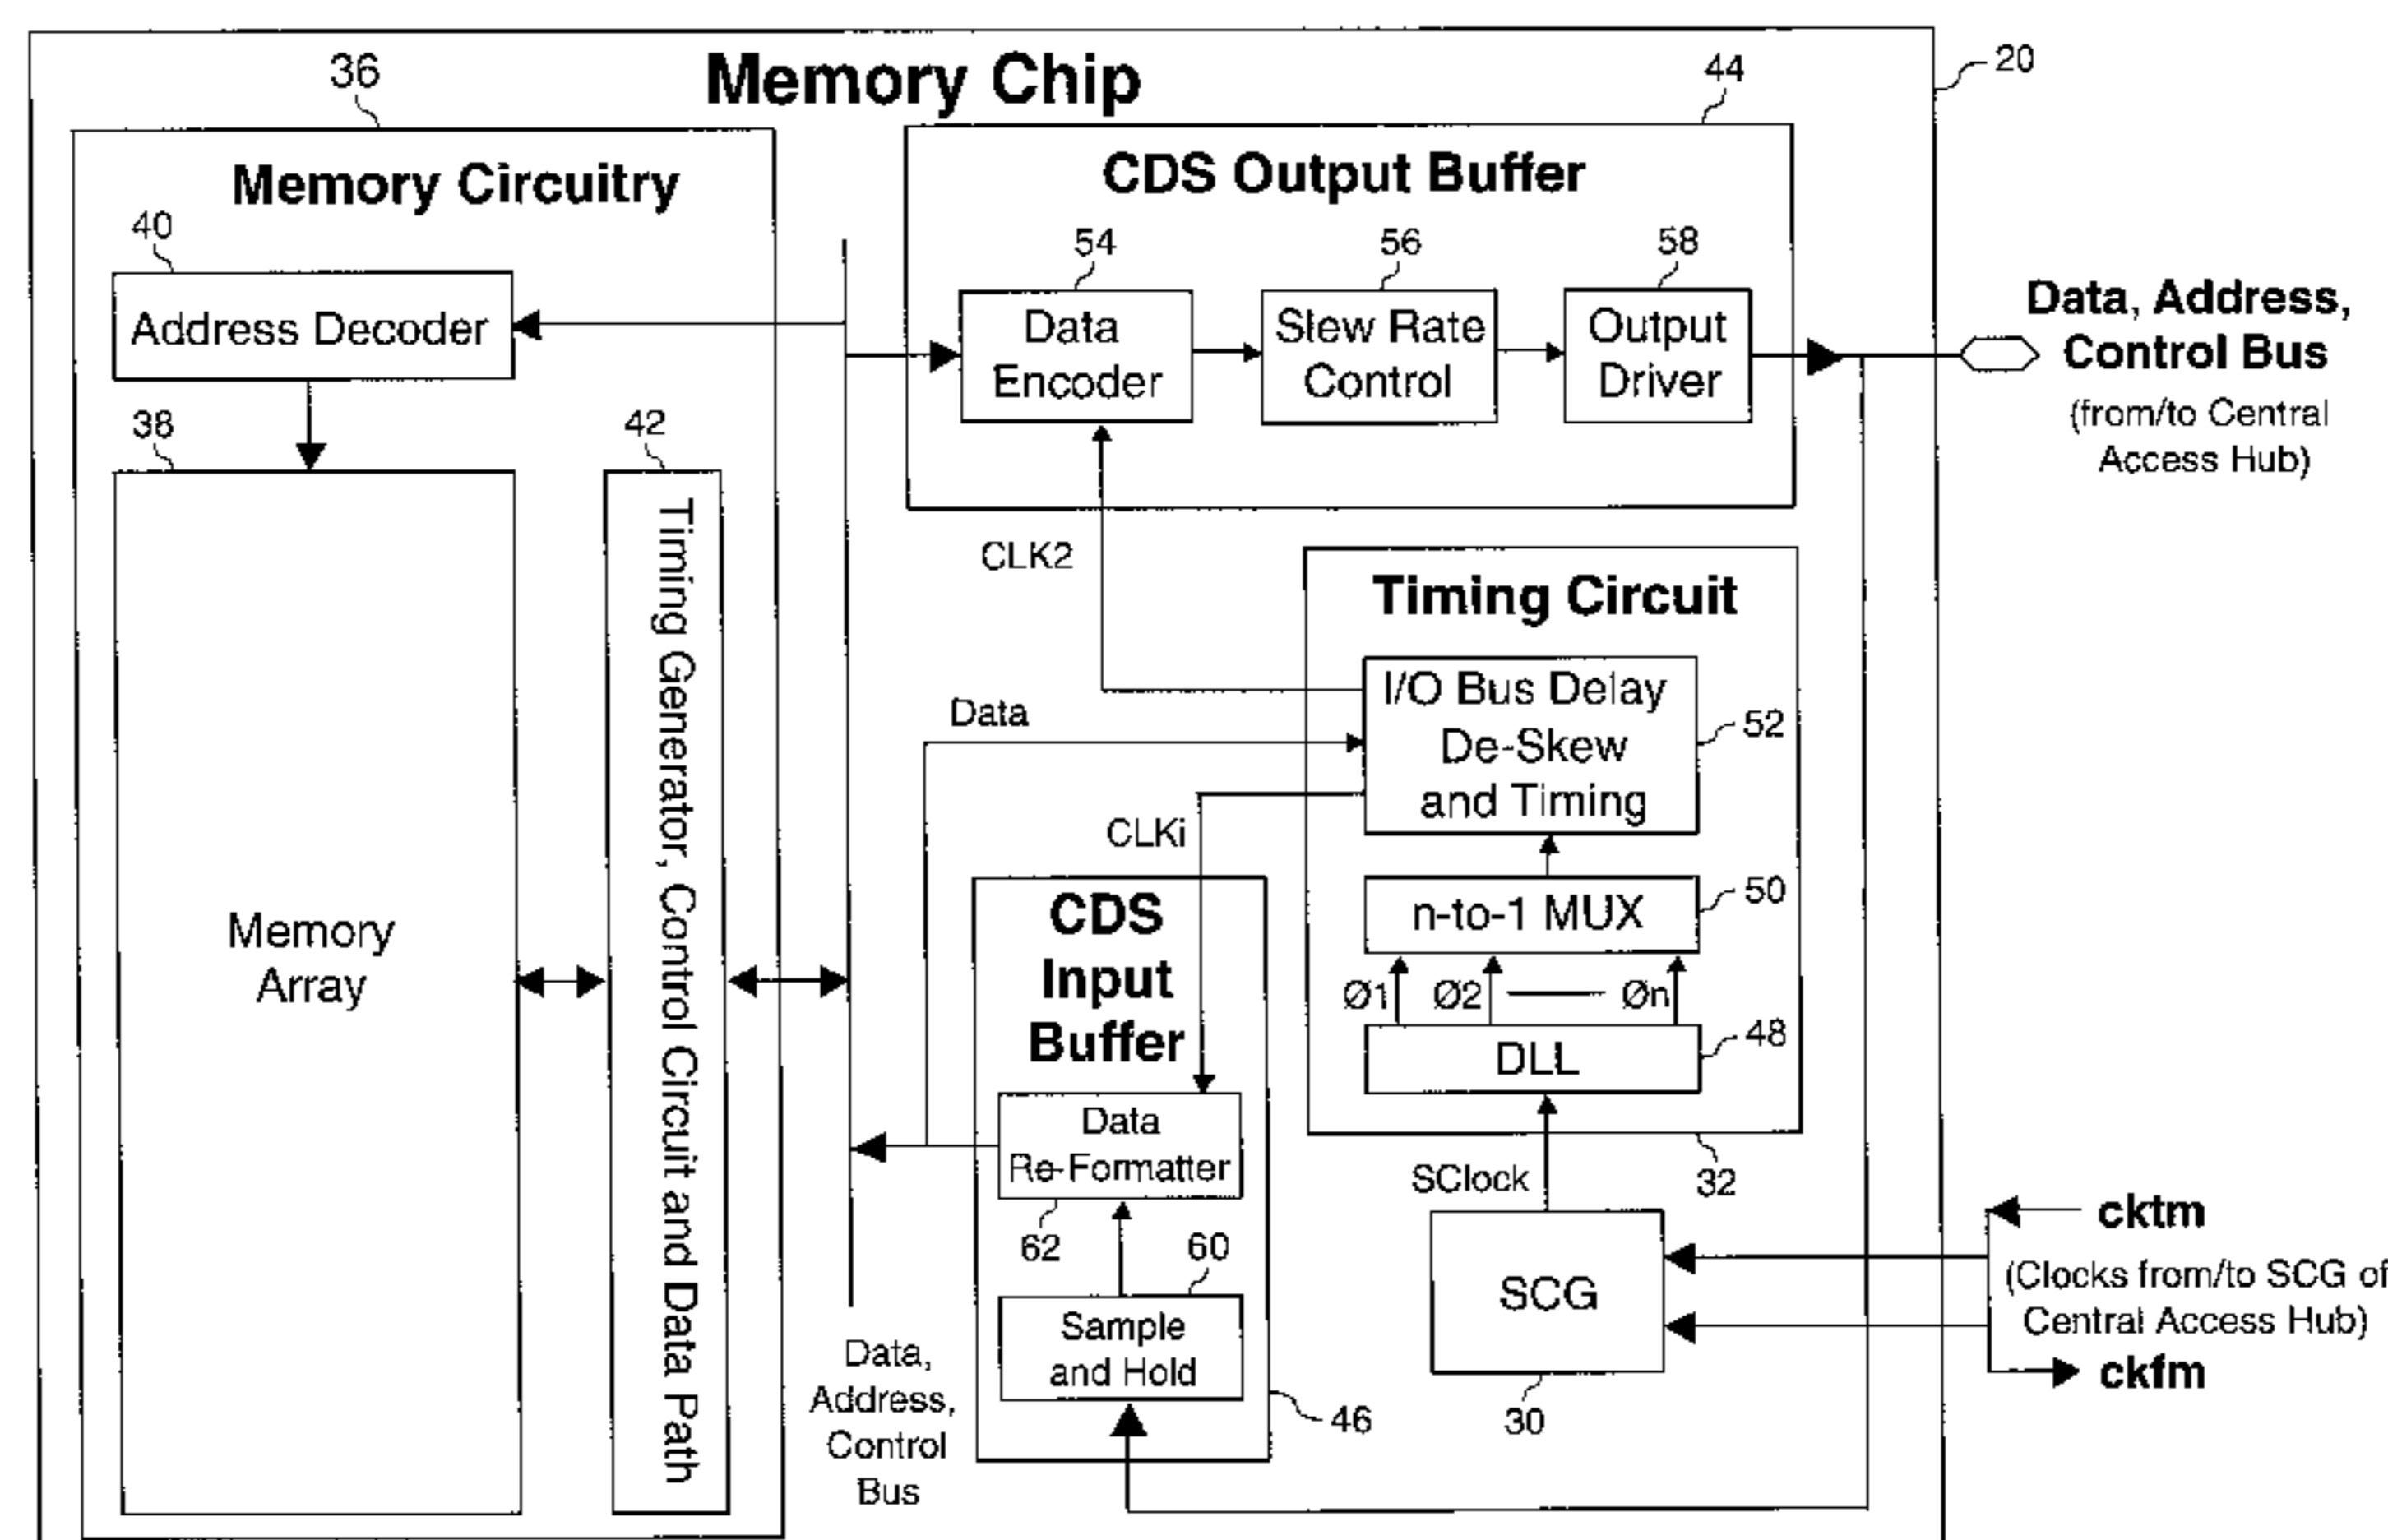 Memory Chip
20
36
Memory Circuitry
40
Address Decoder
38
Memory
Array
42
Timing Generator, Control Circuit and Data Path
44
CDS Output Buffer
54
Data
Encoder
56
Slew Rate
Control
58
Output
Driver
Data, Address,
Control Bus
(from/to Central
Access Hub)
CLK2
Timing Circuit
I/O Bus Delay
De-Skew
and Timing
52
Data
CLKi
n-to-1 MUX
50
Ø1
Ø2
Øn
DLL
48
32
SClock
SCG
30
cktm
(Clocks from/to SCG of
Central Access Hub)
ckfm
CDS
Input
Buffer
Data
Re-Formatter
62
60
Sample
and Hold
46
Data,
Address,
Control
Bus